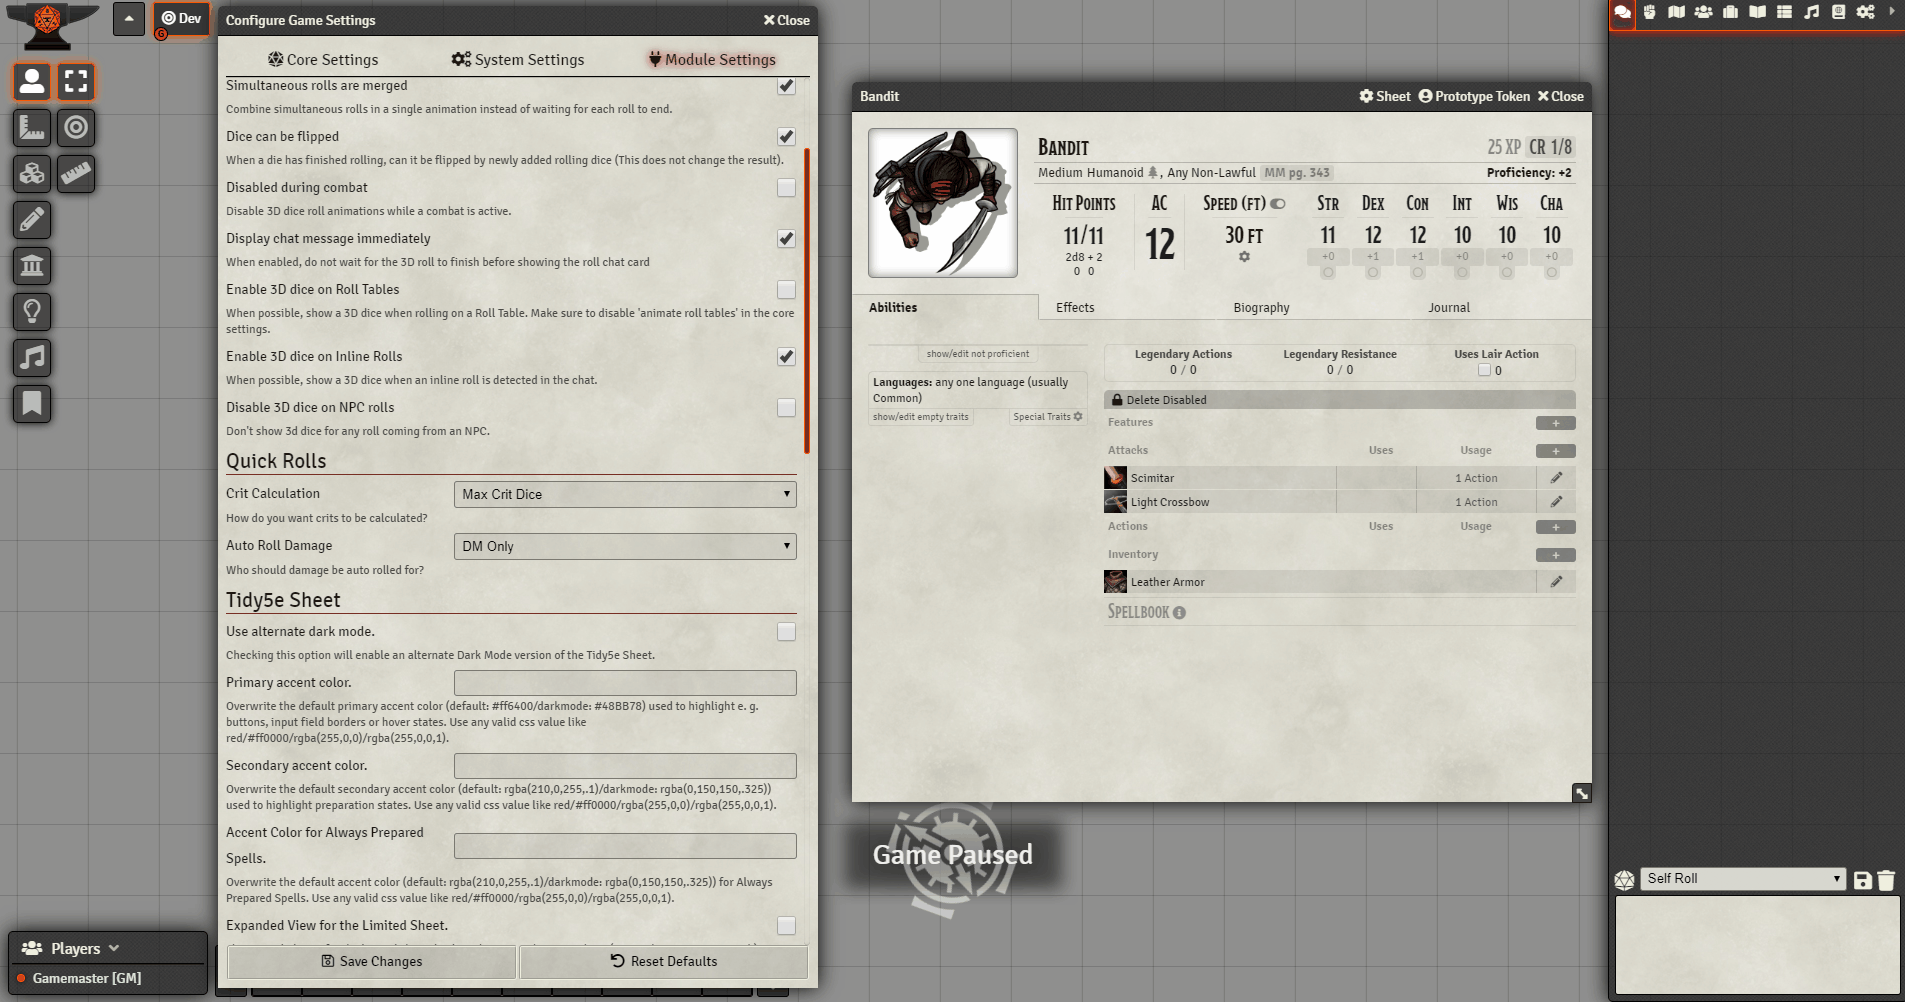 Dev
G
Configure Game Settings
Close
Core Settings
System Settings
Module Settings
Simultaneous rolls are merged
Combine simultaneous rolls in a single animation instead of waiting for each roll to end.
Dice can be flipped
When a die has finished rolling, can it be flipped by newly added rolling dice (This does not change the result).
Disabled during combat
Disable 3D dice roll animations while a combat is active.
Display chat message immediately
When enabled, do not wait for the 3D roll to finish before showing the roll chat card
Enable 3D dice on Roll Tables
When possible, show a 3D dice when rolling on a Roll Table. Make sure to disable 'animate roll tables' in the core
settings.
Enable 3D dice on Inline Rolls
When possible, show a 3D dice when an inline roll is detected in the chat.
Disable 3D dice on NPC rolls
Don't show 3d dice for any roll coming from an NPC.
Quick Rolls
Crit Calculation
Max Crit Dice
How do you want crits to be calculated?
Auto Roll Damage
DM Only
Who should damage be auto rolled for?
Tidy5e Sheet
Use alternate dark mode.
Checking this option will enable an alternate Dark Mode version of the Tidy5e Sheet.
Primary accent color.
Overwrite the default primary accent color (default: #ff6400/darkmode: #48BB78) used to highlight e. g.
buttons, input field borders or hover states. Use any valid css value like
red/#ff0000/rgba(255,0,0)/rgba(255,0,0,1).
Secondary accent color.
Overwrite the default secondary accent color (default: rgba(210,0,255,.1)/darkmode: rgba(0,150,150,.325))
used to highlight preparation states. Use any valid css value like red/#ff0000/rgba(255,0,0)/rgba(255,0,0,1).
Accent Color for Always Prepared
Spells.
Overwrite the default accent color (default: rgba(210,0,255,.1)/darkmode: rgba(0,150,150,.325)) for Always
Prepared Spells. Use any valid css value like red/#ff0000/rgba(255,0,0)/rgba(255,0,0,1).
Expanded View for the Limited Sheet.
Save Changes
Reset Defaults
Players
Gamemaster [GM]
Bandit
Sheet
Prototype Token
Close
Bandit
25 XP CR 1/8
Medium Humanoid , Any Non-Lawful MM pg. 343
Proficiency: +2
Hit Points
AC
Speed (ft)
Str Dex Con Int Wis Cha
11/11
12
30 ft
11 12 12 10 10 10
2d8 + 2
+0 +1 +1 +0 +0 +0
0 0
Abilities
Effects
Biography
Journal
show/edit not proficient
Languages: any one language (usually
Common)
show/edit empty traits
Special Traits
Legendary Actions
Legendary Resistance
Uses Lair Action
0 / 0
0 / 0
0
Delete Disabled
Features
+
Attacks Uses Usage +
Scimitar 1 Action
Light Crossbow 1 Action
Actions Uses Usage +
Inventory +
Leather Armor
Spellbook
Game Paused
Self Roll